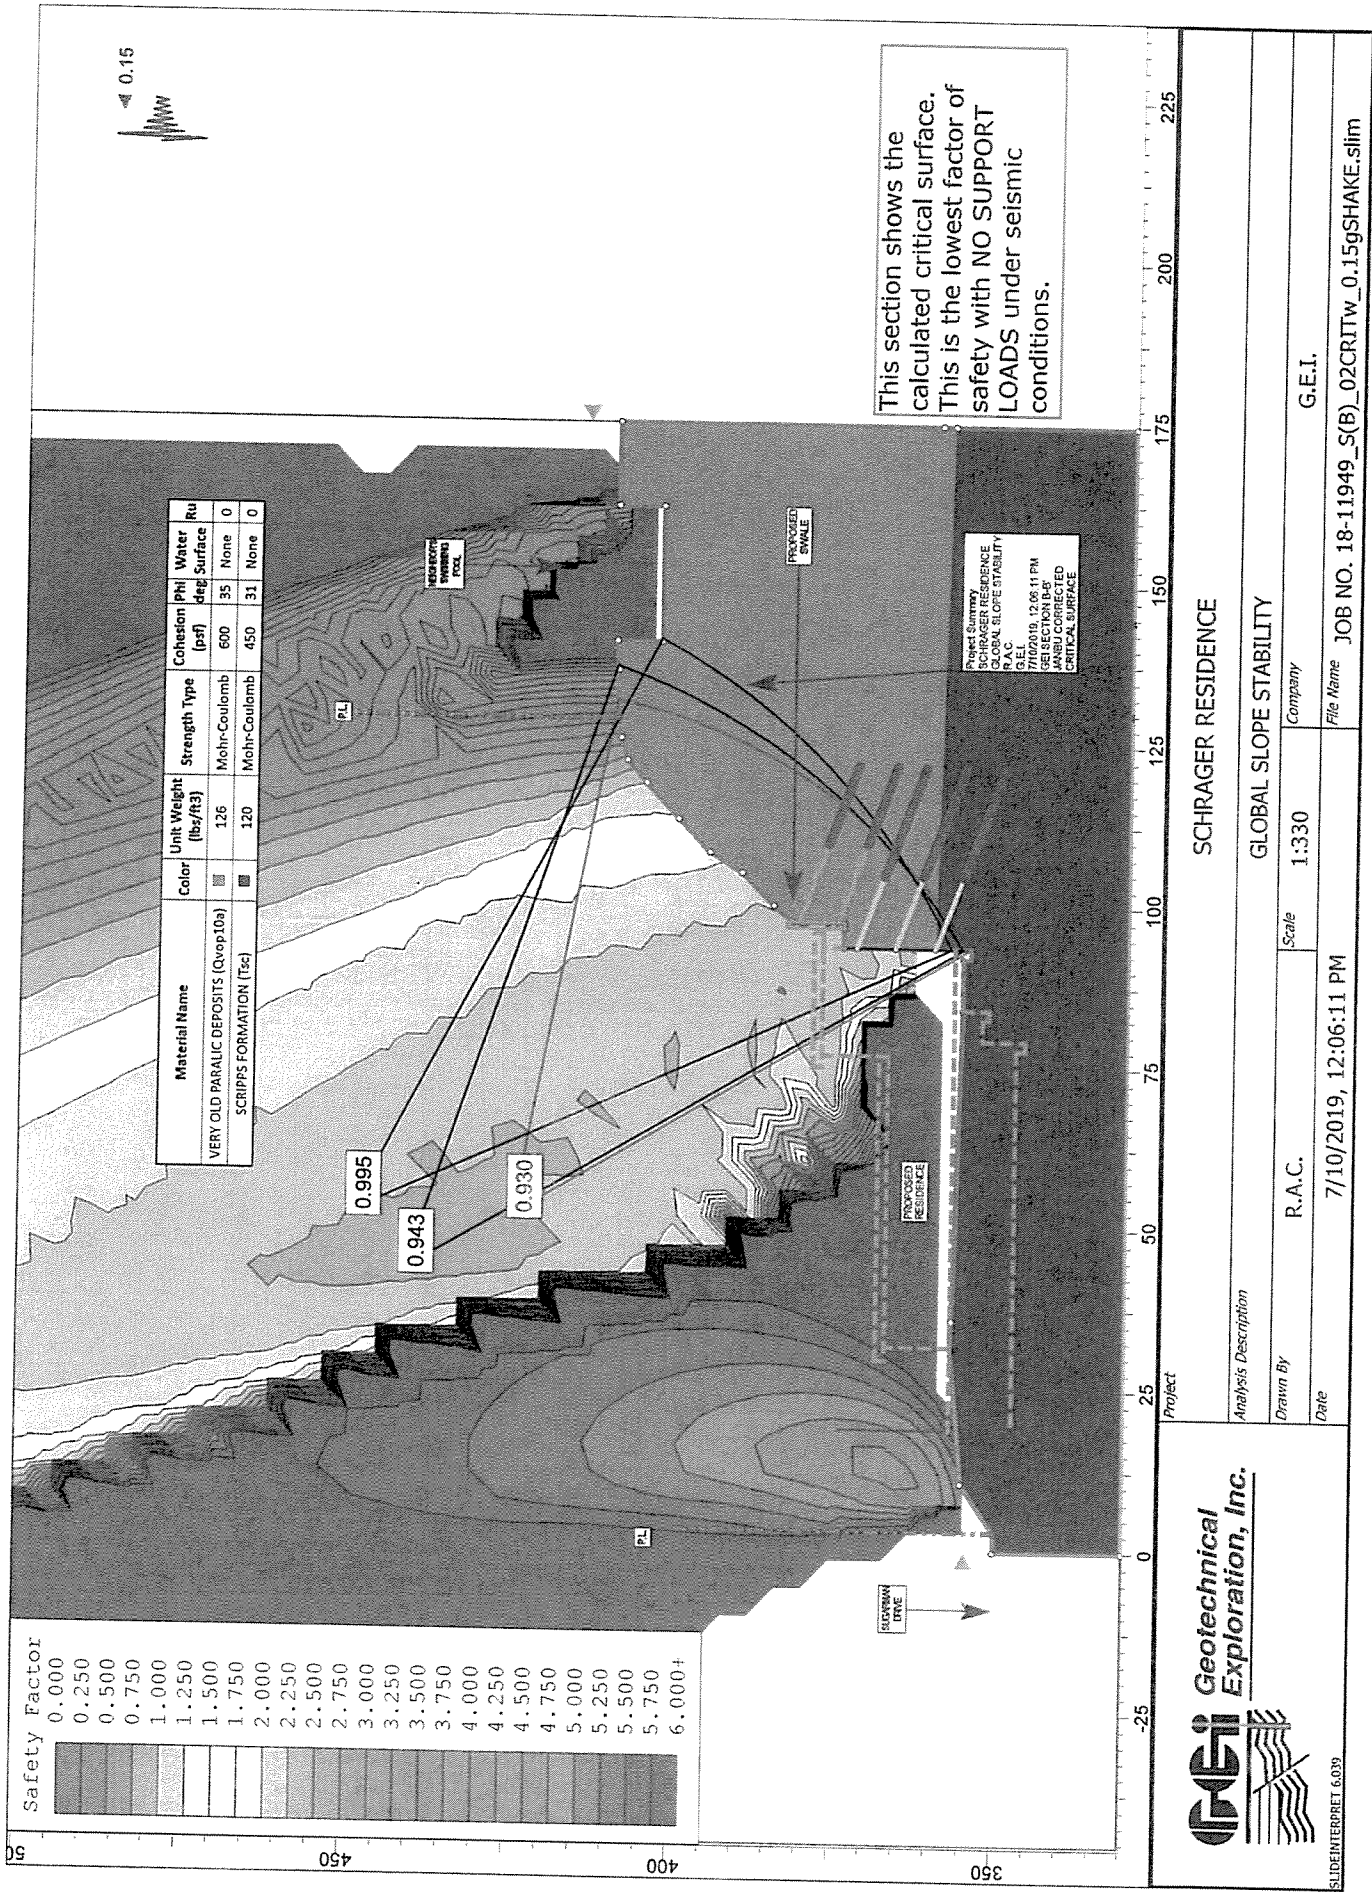 Safety Factor
0.000
0.250
0.500
0.750
1.000
1.250
1.500
1.750
2.000
2.250
2.500
2.750
3.000
3.250
3.500
3.750
4.000
4.250
4.500
4.750
5.000
5.250
5.500
5.750
6.000+
Material Name Color Unit Weight (lbs/ft3) Strength Type Cohesion (psf) Phi deg Water Surface Ru
VERY OLD PARALIC DEPOSITS (Qvop10a) 126 Mohr-Coulomb 600 35 None 0
SCRIPPS FORMATION (Tsc) 120 Mohr-Coulomb 450 31 None 0
0.15
P.L.
NEIGHBOR'S
SWIMMING
POOL
0.995
0.943
0.930
P.L.
PROPOSED
SWALE
PROPOSED
RESIDENCE
SUGARMAN
DRIVE
This section shows the
calculated critical surface.
This is the lowest factor of
safety with NO SUPPORT
LOADS under seismic
conditions.
Project Summary
SCHRAGER RESIDENCE
GLOBAL SLOPE STABILITY
R.A.C.
G.E.I.
7/10/2019, 12:06:11 PM
GEI SECTION B-B'
JANBU CORRECTED
CRITICAL SURFACE
50
450
400
350
-25
0
25
50
75
100
125
150
175
200
225
GEi Geotechnical
Exploration, Inc.
SLIDEINTERPRET 6.039
Project
SCHRAGER RESIDENCE
Analysis Description
GLOBAL SLOPE STABILITY
Drawn By R.A.C.
Scale 1:330
Company G.E.I.
Date 7/10/2019, 12:06:11 PM
File Name JOB NO. 18-11949_S(B)_02CRITw_0.15gSHAKE.slim